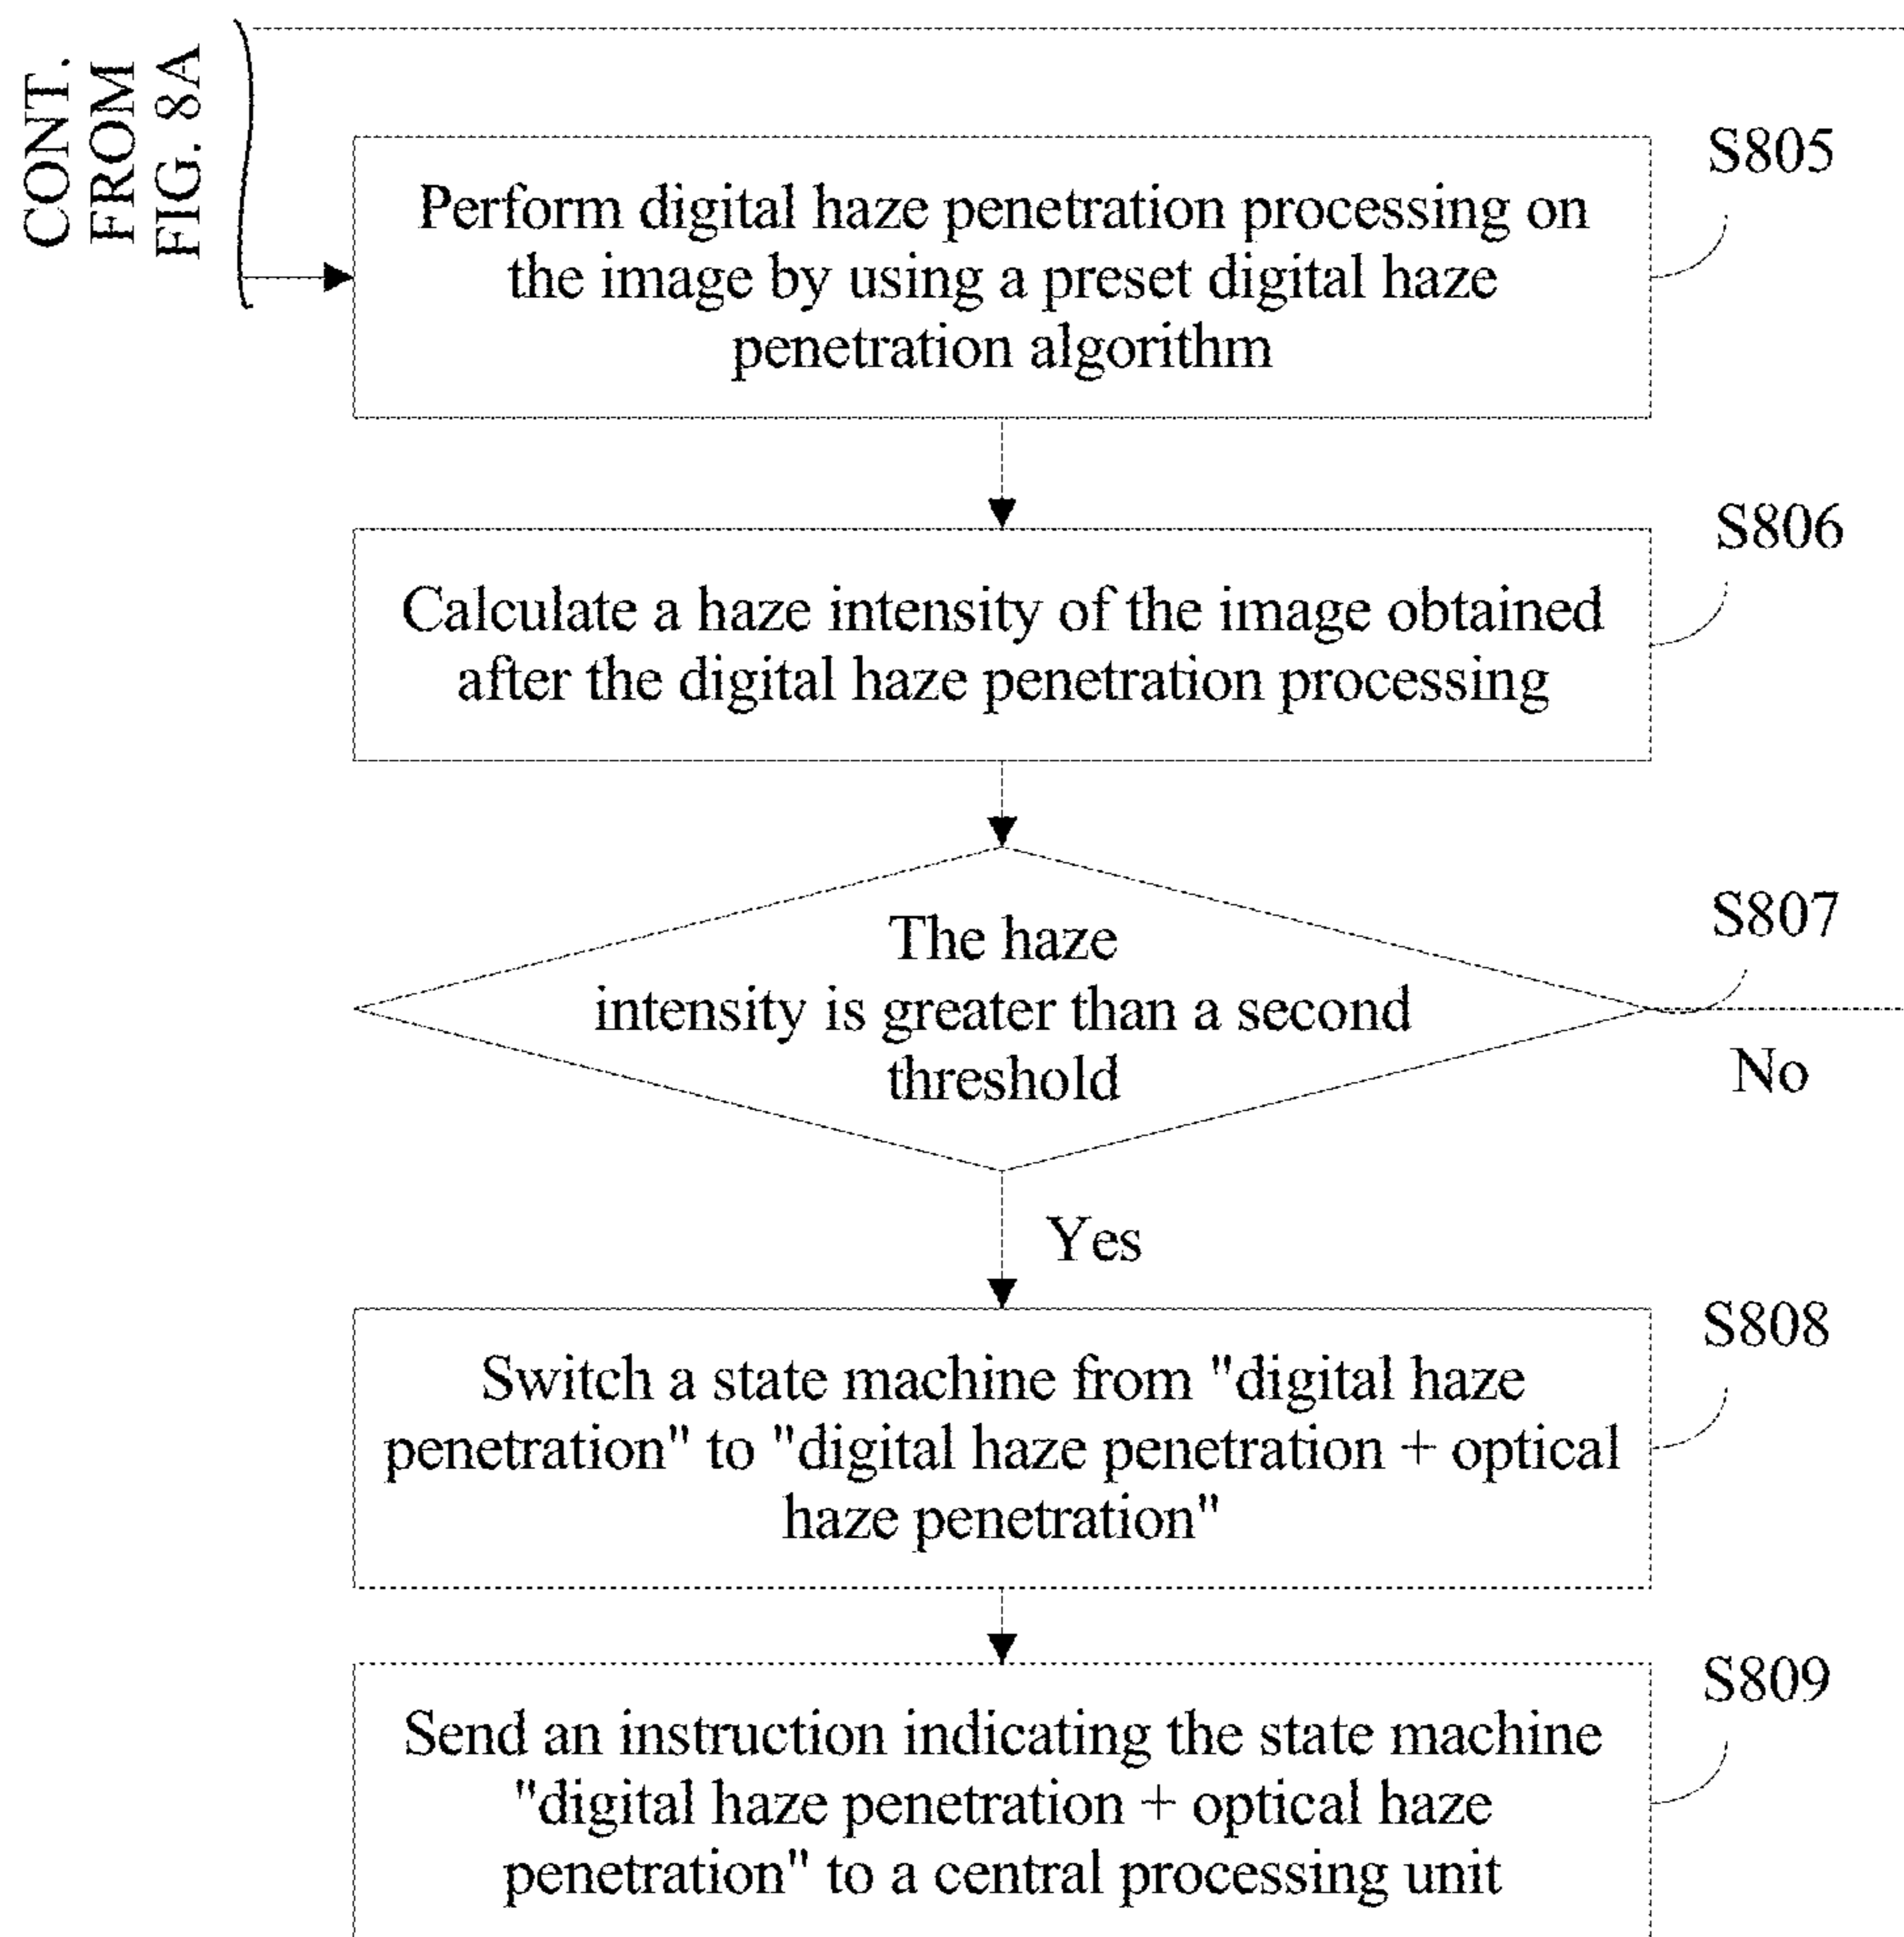 CONT.
FROM
FIG. 8A
S805
Perform digital haze penetration processing on
the image by using a preset digital haze
penetration algorithm
S806
Calculate a haze intensity of the image obtained
after the digital haze penetration processing
S807
The haze
intensity is greater than a second
threshold
No
Yes
S808
Switch a state machine from "digital haze
penetration" to "digital haze penetration + optical
haze penetration"
S809
Send an instruction indicating the state machine
"digital haze penetration + optical haze
penetration" to a central processing unit